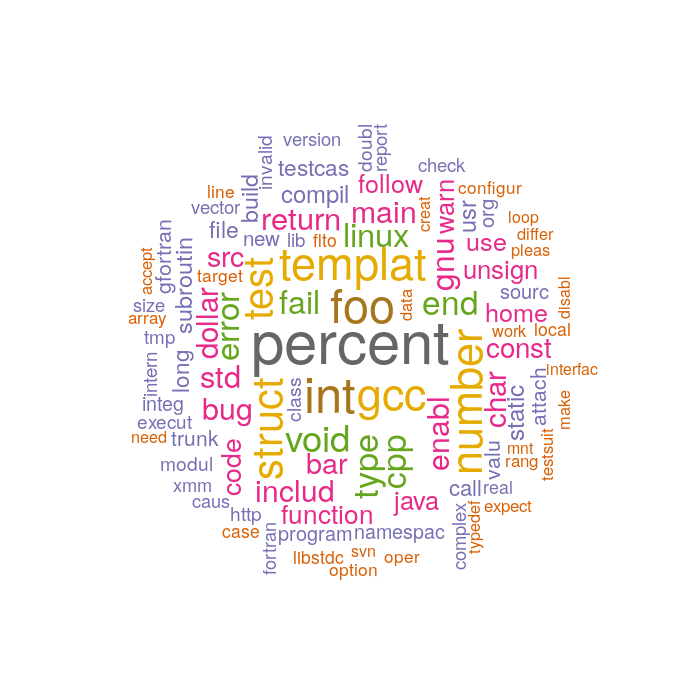 version
doubl
report
invalid
testcas
check
build
compil
follow
line
configur
vector
return
main
creat
warn
usr
org
loop
file
new
lib
flto
linux
gnu
use
differ
pleas
gfortran
subroutin
src
test
templat
unsign
accept
target
sourc
disabl
size
dollar
error
fail
foo
data
end
home
array
work
local
tmp
percent
number
const
intern
long
std
class
int
gcc
char
static
attach
interfac
make
integ
bug
struct
execut
need
trunk
void
type
cpp
enabl
valu
mnt
rang
testsuit
modul
code
bar
xmm
includ
java
call
real
caus
http
function
typedef
expect
case
fortran
program
namespac
complex
libstdc
svn
oper
option